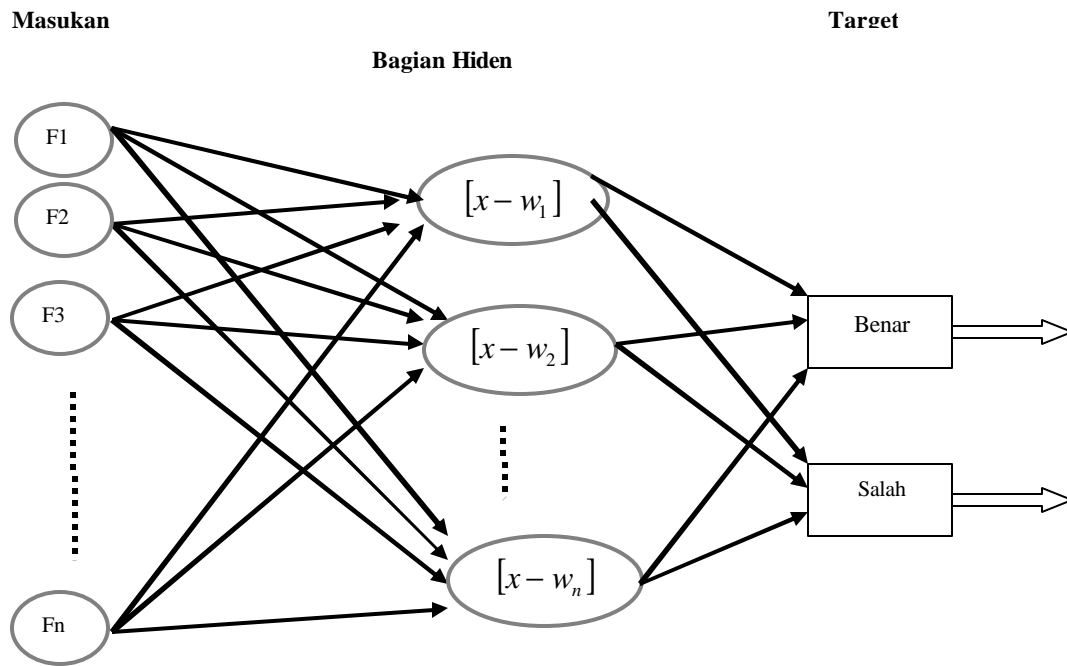 Masukan
Target
Bagian Hiden
F1
F2
F3
Fn
[x − w₁]
[x − w₂]
[x − wₙ]
Benar
Salah